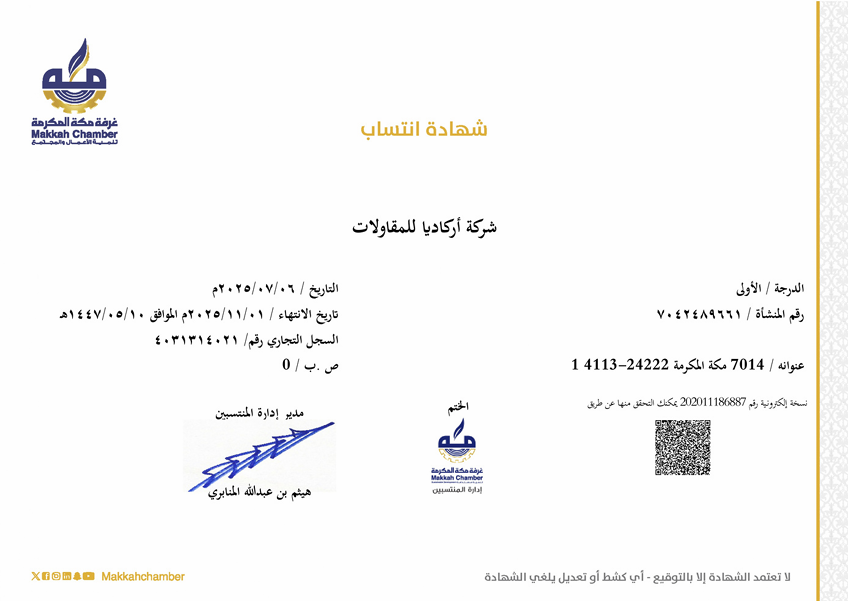 غرفة مكة المكرمة
Makkah Chamber
لتنمية الأعمال والمجتمع
شهادة انتساب
شركة أركاديا للمقاولات
الدرجة / الأولى
التاريخ / ٢٠٢٥/٠٧/٠٦م
رقم المنشأة / ٧٠٤٢٤٨٩٦٦١
تاريخ الانتهاء / ٢٠٢٥/١١/٠١م الموافق ١٤٤٧/٠٥/١٠هـ
السجل التجاري رقم/ ٤٠٣١٣١٤٠٢١
عنوانه / 7014 مكة المكرمة 24222-4113 1
ص .ب / 0
نسخة إلكترونية رقم 202011186887 يمكنك التحقق منها عن طريق
الختم
غرفة مكة المكرمة
Makkah Chamber
إدارة المنتسبين
مدير إدارة المنتسبين
هيثم بن عبدالله المنابري
لا تعتمد الشهادة إلا بالتوقيع - أي كشط أو تعديل يلغي الشهادة
Makkahchamber